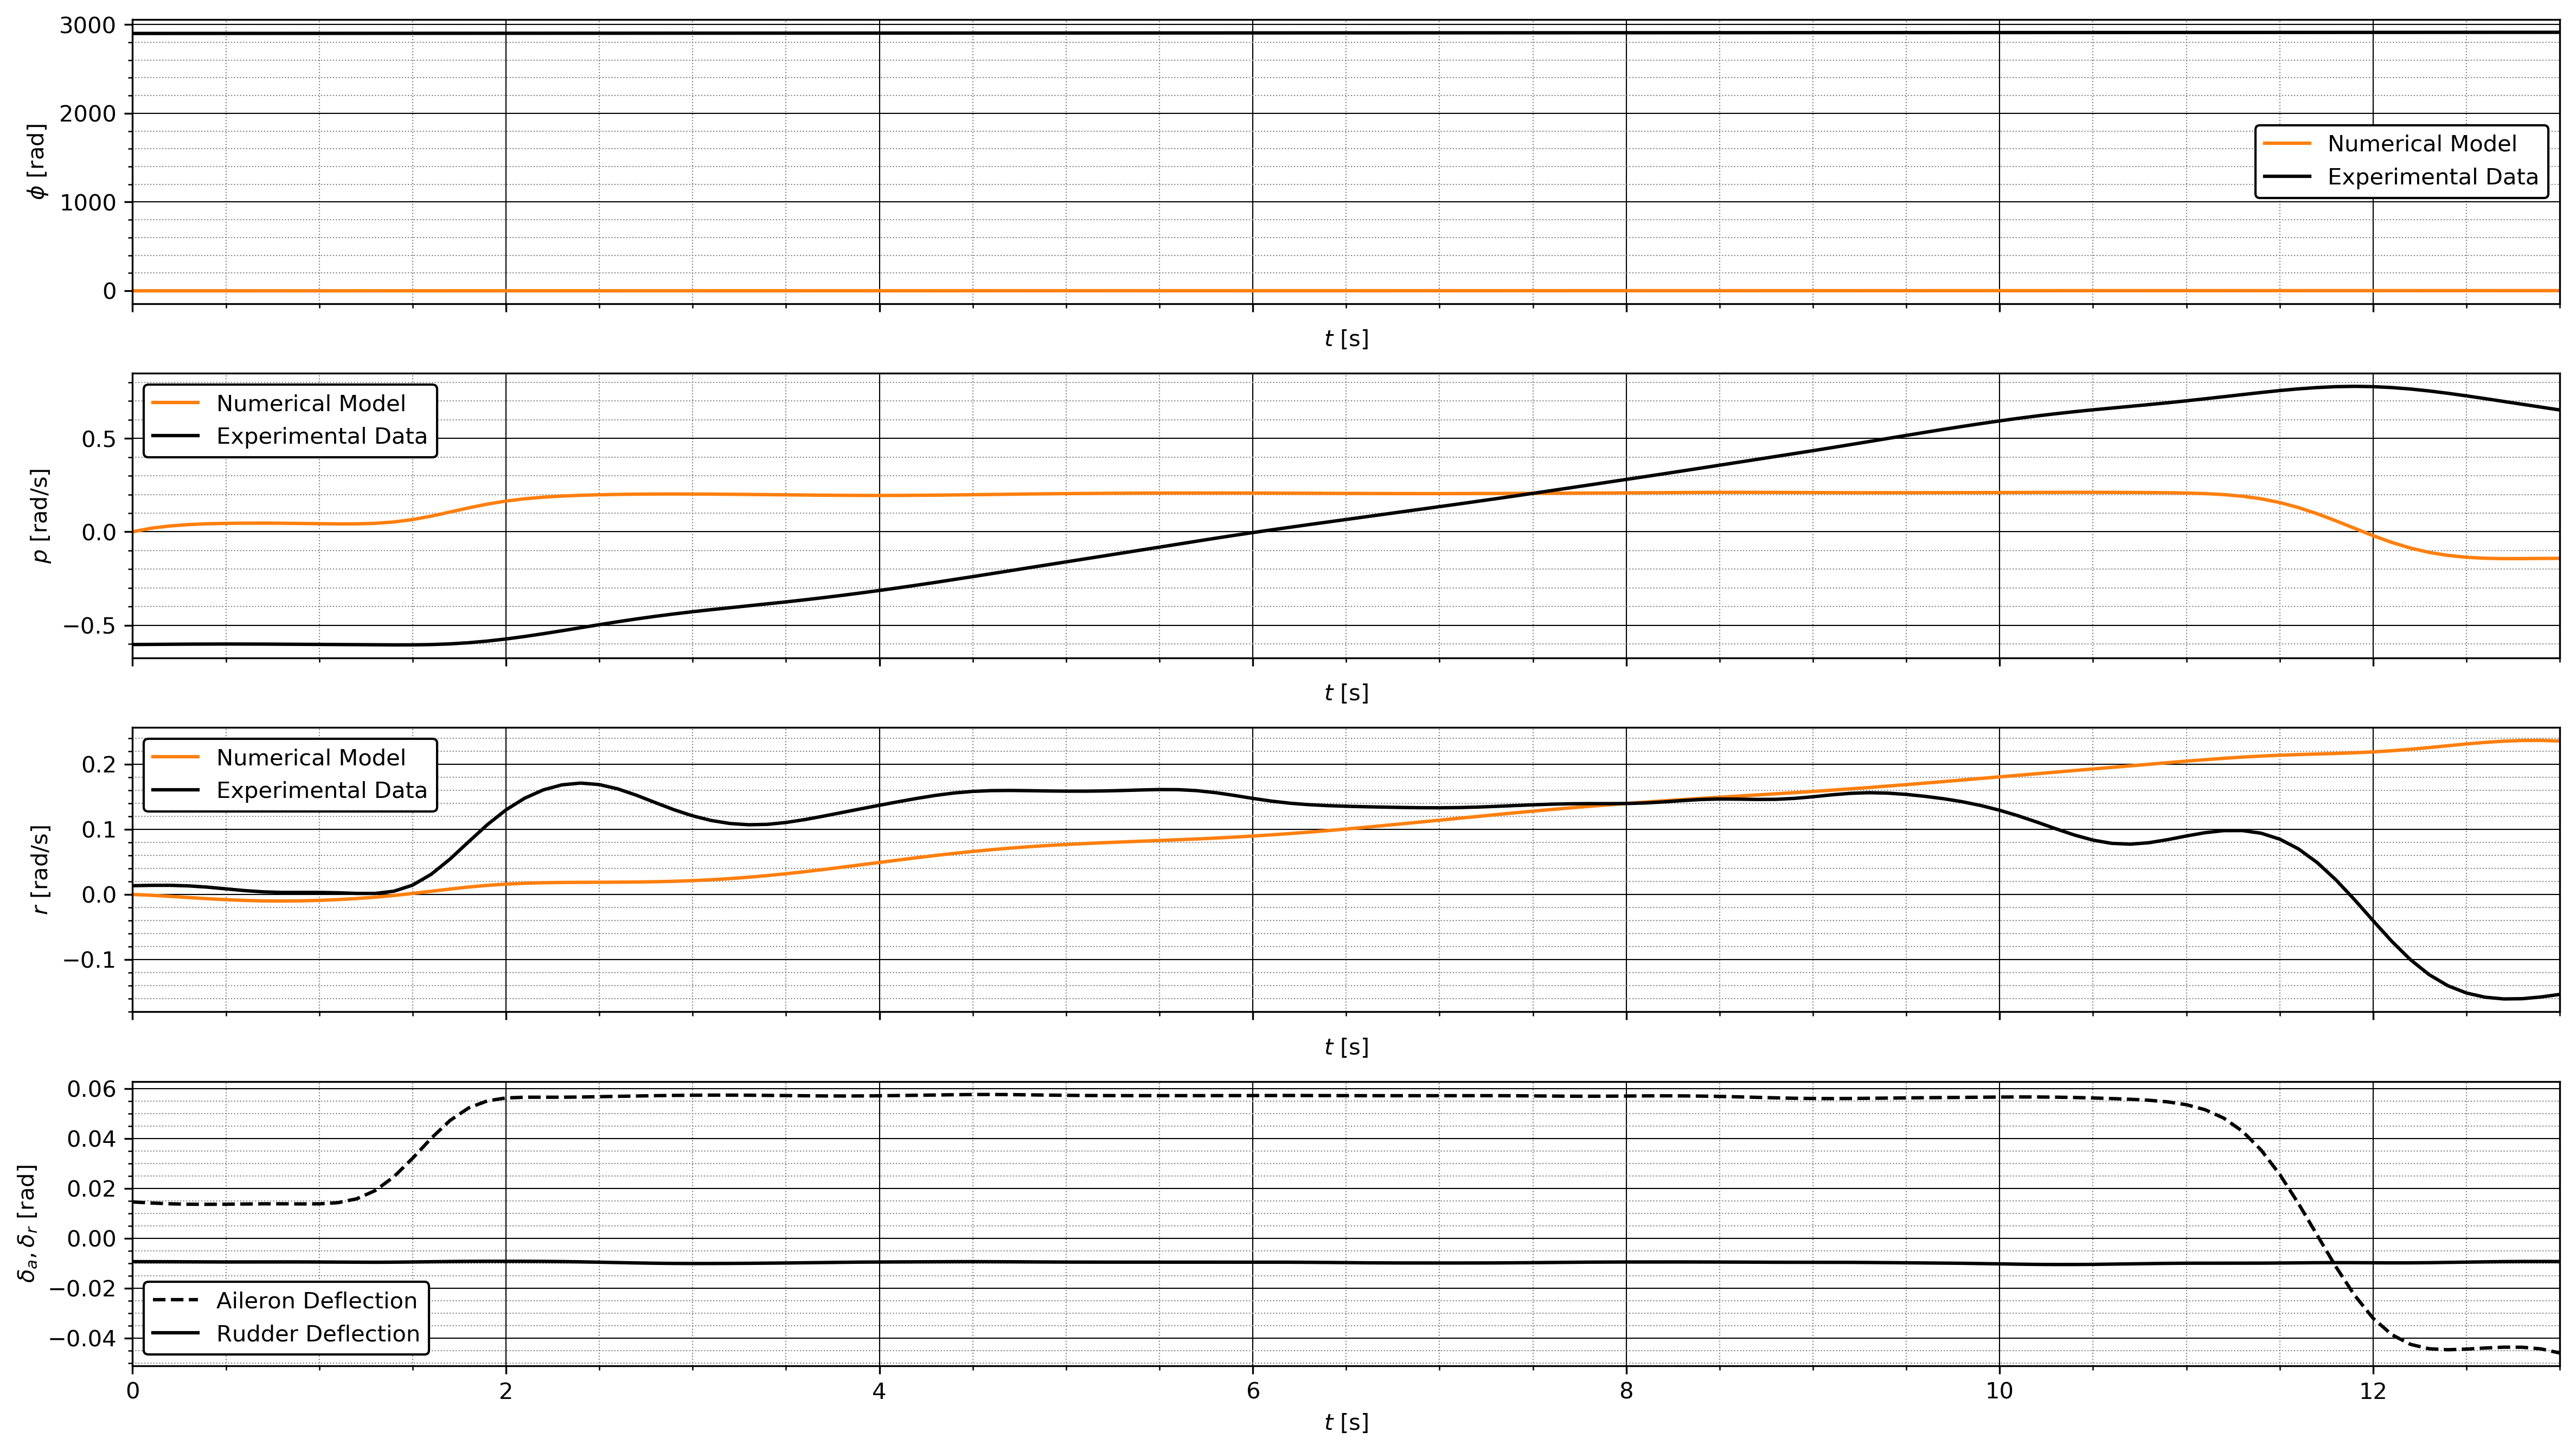 3000
2000
1000
0
ϕ [rad]
Numerical Model
Experimental Data
t [s]
0.5
0.0
−0.5
p [rad/s]
Numerical Model
Experimental Data
t [s]
0.2
0.1
0.0
−0.1
r [rad/s]
Numerical Model
Experimental Data
t [s]
0.06
0.04
0.02
0.00
−0.02
−0.04
δₐ, δᵣ [rad]
Aileron Deflection
Rudder Deflection
0 2 4 6 8 10 12
t [s]